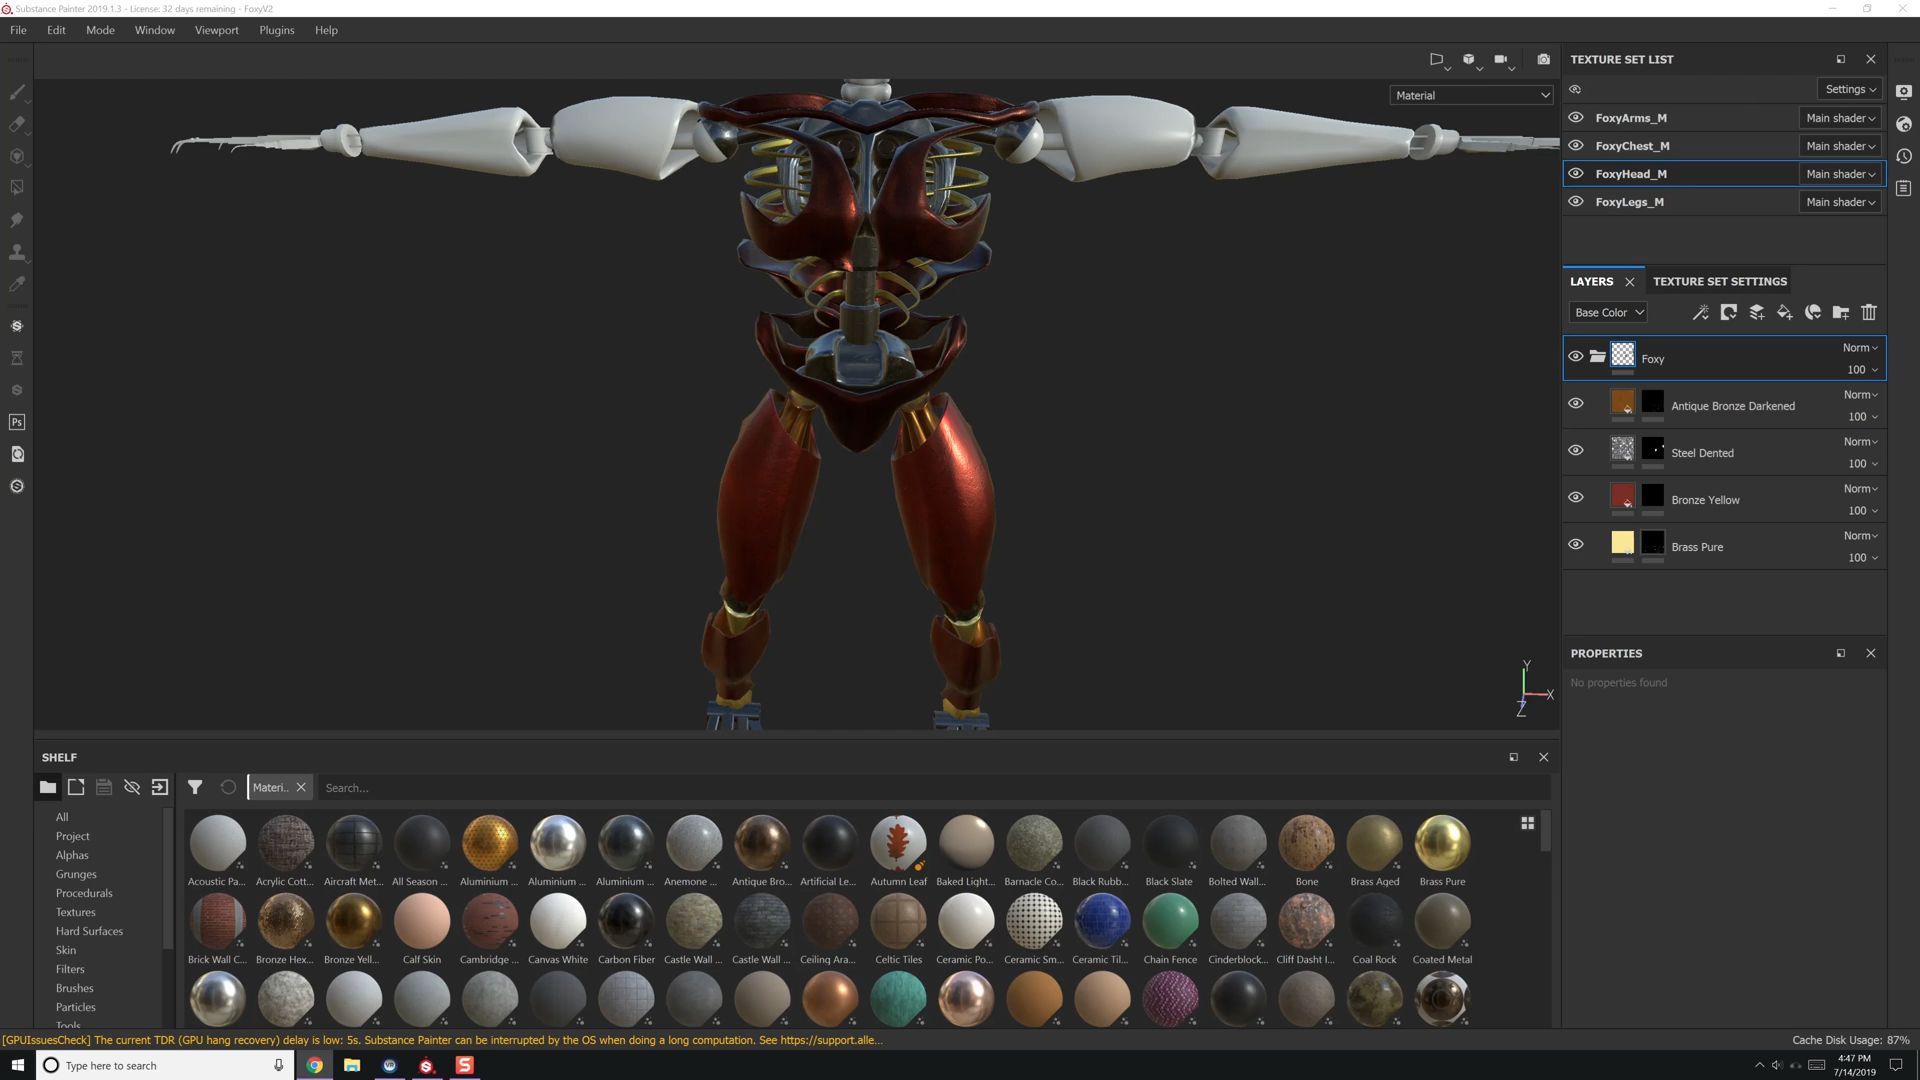 Substance Painter 2019.1.3 - License: 32 days remaining - FoxyV2
File Edit Mode Window Viewport Plugins Help
Material
TEXTURE SET LIST
Settings
FoxyArms_M Main shader
FoxyChest_M Main shader
FoxyHead_M Main shader
FoxyLegs_M Main shader
LAYERS TEXTURE SET SETTINGS
Base Color
Foxy Norm 100
Antique Bronze Darkened Norm 100
Steel Dented Norm 100
Bronze Yellow Norm 100
Brass Pure Norm 100
PROPERTIES
No properties found
Y
X
Z
Ps
SHELF
Materi.. Search...
All
Project
Alphas
Grunges
Procedurals
Textures
Hard Surfaces
Skin
Filters
Brushes
Particles
Tools
Acoustic Pa... Acrylic Cott... Aircraft Met... All Season ... Aluminium ... Aluminium ... Aluminium ... Anemone ... Antique Bro... Artificial Le... Autumn Leaf Baked Light... Barnacle Co... Black Rubb... Black Slate Bolted Wall... Bone Brass Aged Brass Pure
Brick Wall C... Bronze Hex... Bronze Yell... Calf Skin Cambridge ... Canvas White Carbon Fiber Castle Wall ... Castle Wall ... Ceiling Ara... Celtic Tiles Ceramic Po... Ceramic Sm... Ceramic Til... Chain Fence Cinderblock... Cliff Dasht I... Coal Rock Coated Metal
[GPUIssuesCheck] The current TDR (GPU hang recovery) delay is low: 5s. Substance Painter can be interrupted by the OS when doing a long computation. See https://support.alle...
Cache Disk Usage: 87%
Type here to search
4:47 PM
7/14/2019